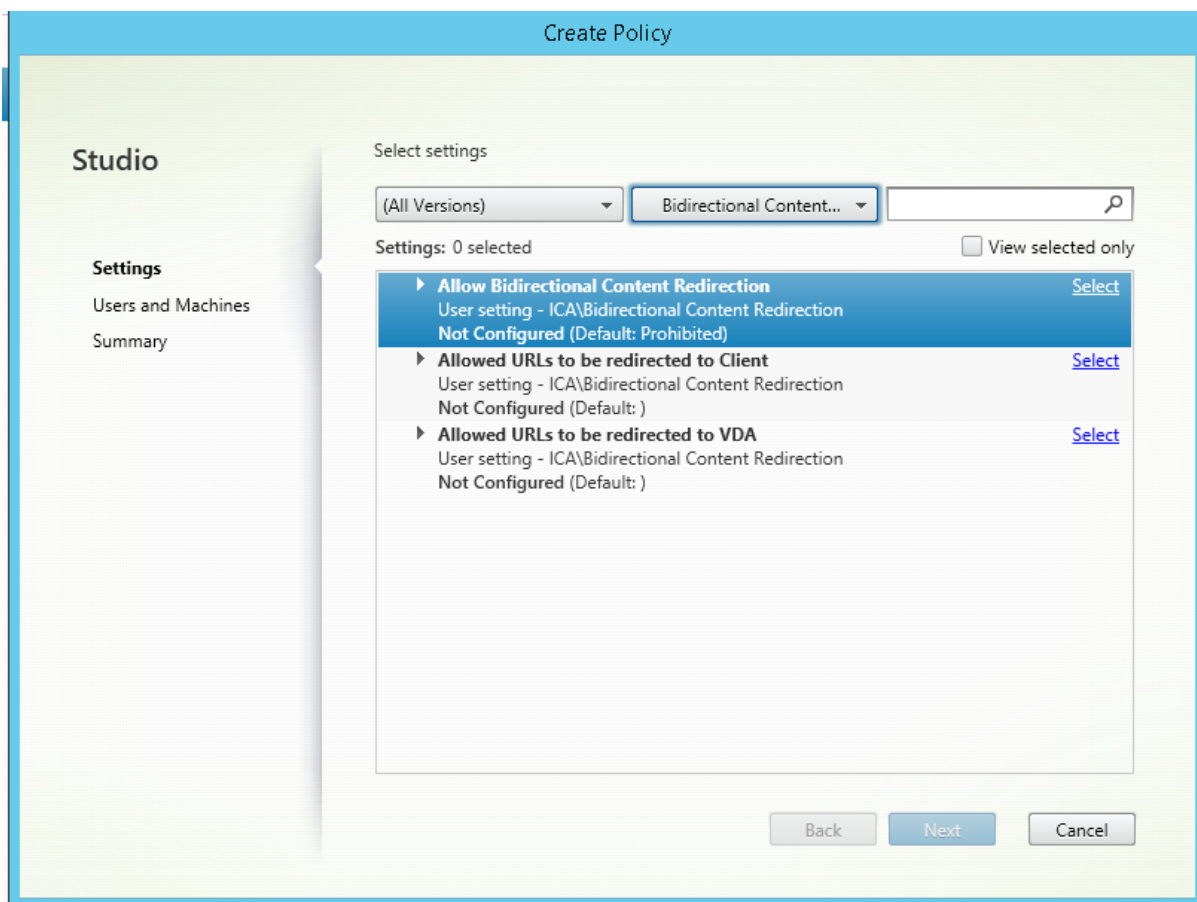 Create Policy
Studio
Settings
Users and Machines
Summary
Select settings
(All Versions)
Bidirectional Content...
Settings: 0 selected
View selected only
Allow Bidirectional Content Redirection Select
User setting - ICA\Bidirectional Content Redirection
Not Configured (Default: Prohibited)
Allowed URLs to be redirected to Client Select
User setting - ICA\Bidirectional Content Redirection
Not Configured (Default: )
Allowed URLs to be redirected to VDA Select
User setting - ICA\Bidirectional Content Redirection
Not Configured (Default: )
Back Next Cancel